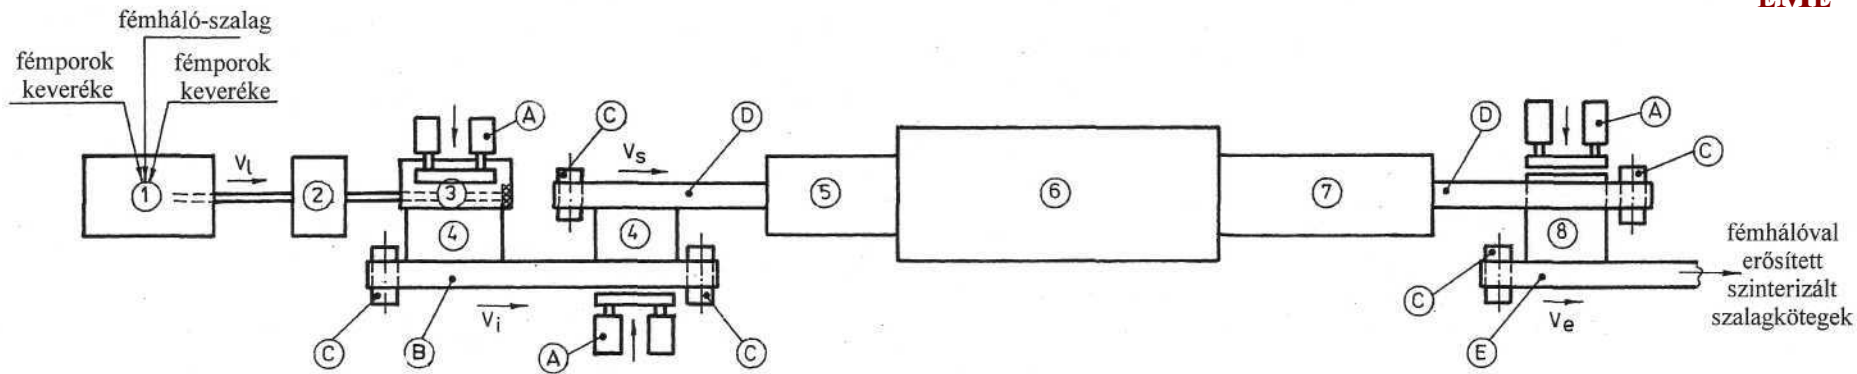 EME
fémháló-szalag
fémporok
keveréke
fémporok
keveréke
A
C
D
D
A
C
Vl
Vs
1
2
3
5
6
7
4
4
8
C
fémhálóval
erősített
szinterizált
szalagkötegek
Vi
Ve
C
B
A
C
E
C